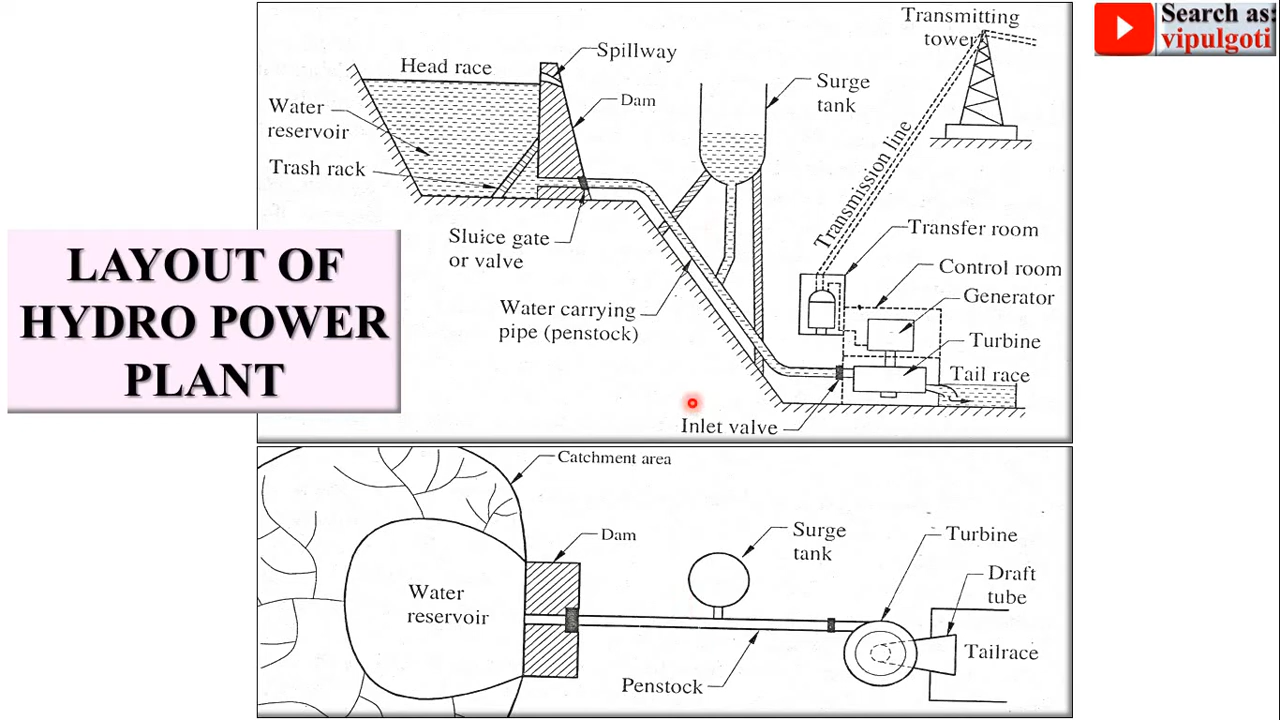 Search as:
vipulgoti
LAYOUT OF
HYDRO POWER
PLANT
Transmitting
tower
Spillway
Head race
Surge
tank
Dam
Water
reservoir
Trash rack
Transmission line
Transfer room
Sluice gate
or valve
Control room
Generator
Water carrying
pipe (penstock)
Turbine
Tail race
Inlet valve
Catchment area
Dam
Surge
tank
Turbine
Draft
tube
Water
reservoir
Tailrace
Penstock